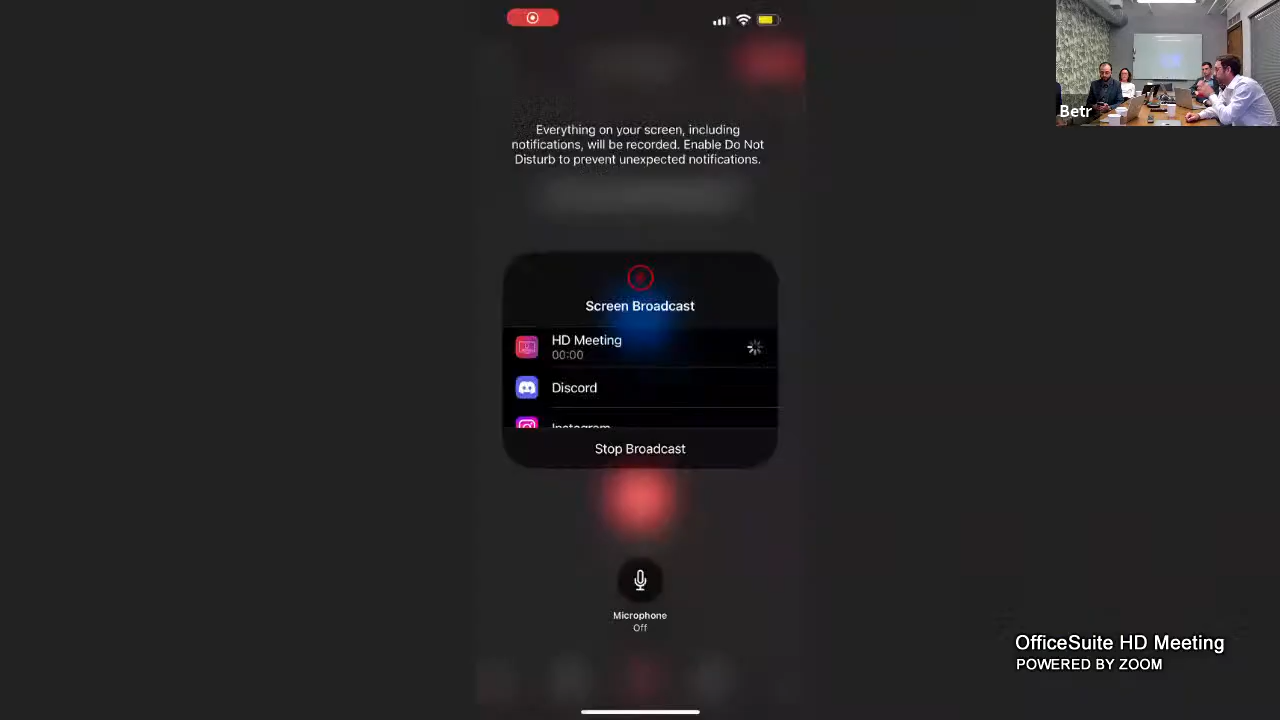 Everything on your screen, including
notifications, will be recorded. Enable Do Not
Disturb to prevent unexpected notifications.
Screen Broadcast
HD Meeting
00:00
Discord
Instagram
Stop Broadcast
Microphone
Off
Betr
OfficeSuite HD Meeting
POWERED BY ZOOM